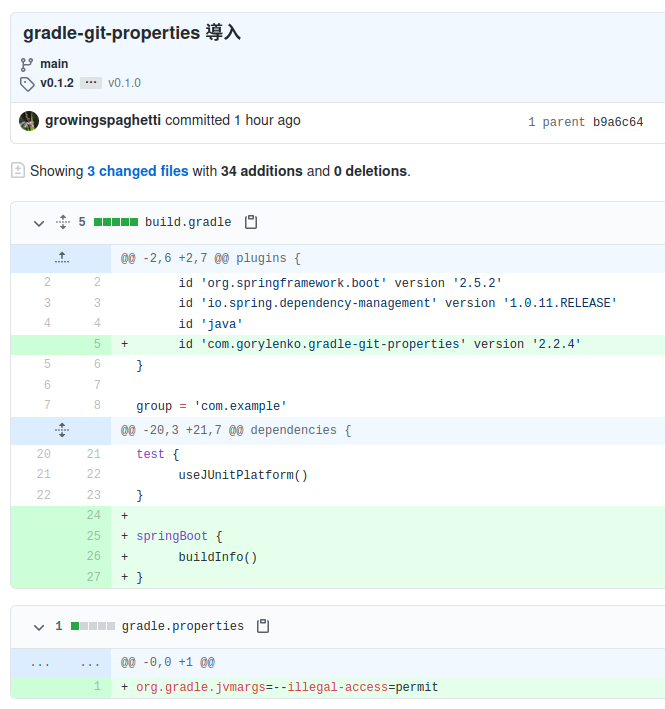 gradle-git-properties 導入
main
v0.1.2 ... v0.1.0
growingspaghetti committed 1 hour ago 1 parent b9a6c64
Showing 3 changed files with 34 additions and 0 deletions.
5 build.gradle
@@ -2,6 +2,7 @@ plugins {
2 2 id 'org.springframework.boot' version '2.5.2'
3 3 id 'io.spring.dependency-management' version '1.0.11.RELEASE'
4 4 id 'java'
5 + id 'com.gorylenko.gradle-git-properties' version '2.2.4'
5 6 }
6 7
7 8 group = 'com.example'
@@ -20,3 +21,7 @@ dependencies {
20 21 test {
21 22 useJUnitPlatform()
22 23 }
24 +
25 + springBoot {
26 + buildInfo()
27 + }
1 gradle.properties
... ... @@ -0,0 +1 @@
1 + org.gradle.jvmargs=--illegal-access=permit